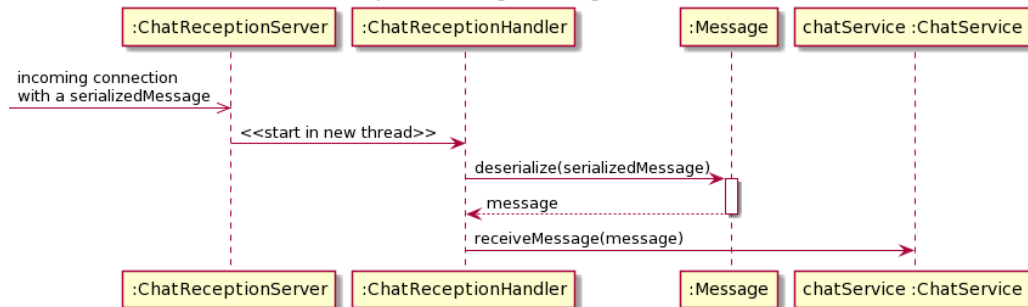 :ChatReceptionServer
:ChatReceptionHandler
:Message
chatService :ChatService
incoming connection
with a serializedMessage
<<start in new thread>>
deserialize(serializedMessage)
message
receiveMessage(message)
:ChatReceptionServer
:ChatReceptionHandler
:Message
chatService :ChatService